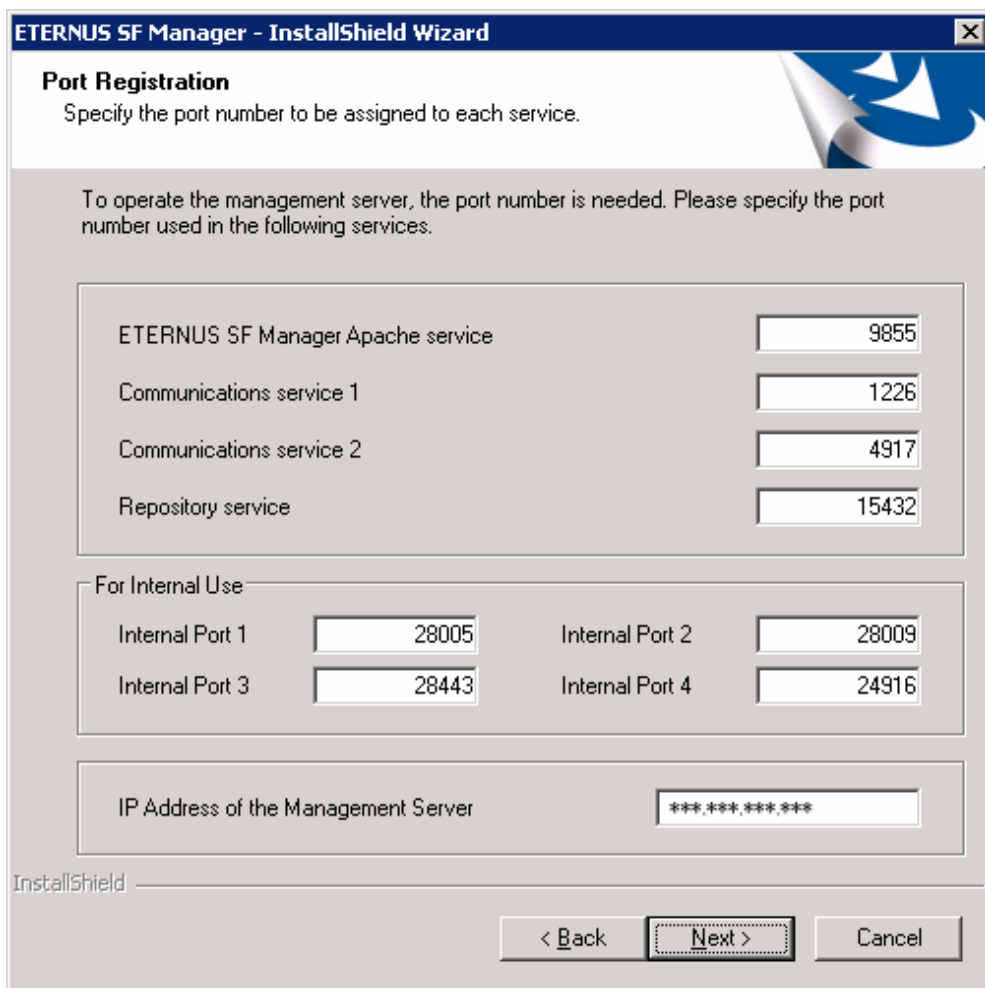 ETERNUS SF Manager - InstallShield Wizard
Port Registration
Specify the port number to be assigned to each service.
To operate the management server, the port number is needed. Please specify the port
number used in the following services.
ETERNUS SF Manager Apache service 9855
Communications service 1 1226
Communications service 2 4917
Repository service 15432
For Internal Use
Internal Port 1 28005 Internal Port 2 28009
Internal Port 3 28443 Internal Port 4 24916
IP Address of the Management Server ***.***.***.***
InstallShield
< Back Next > Cancel